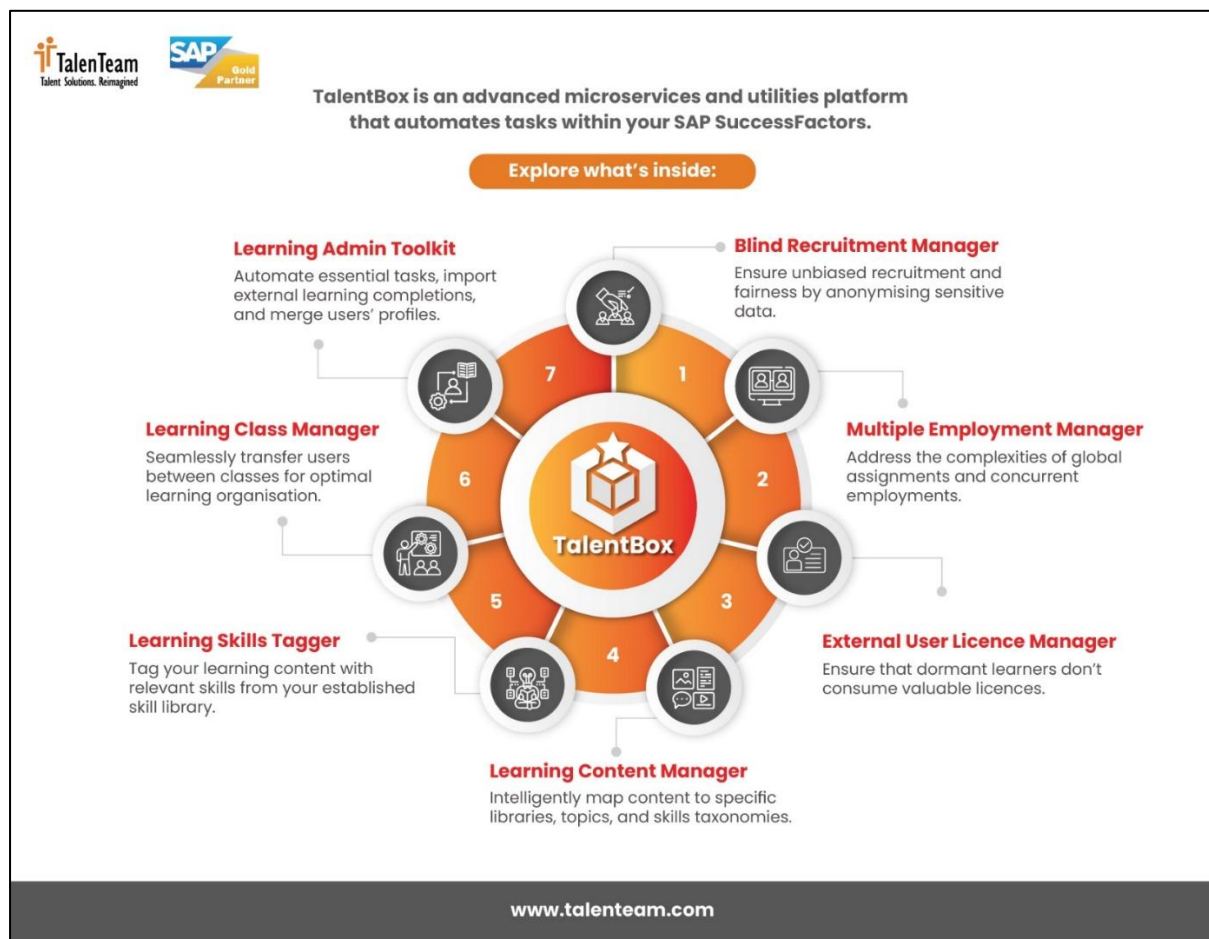 TalenTeam
Talent Solutions. Reimagined
SAP
Gold
Partner
TalentBox is an advanced microservices and utilities platform
that automates tasks within your SAP SuccessFactors.
Explore what's inside:
Learning Admin Toolkit
Automate essential tasks, import
external learning completions,
and merge users' profiles.
Blind Recruitment Manager
Ensure unbiased recruitment and
fairness by anonymising sensitive
data.
7
1
Learning Class Manager
Seamlessly transfer users
between classes for optimal
learning organisation.
Multiple Employment Manager
Address the complexities of global
assignments and concurrent
employments.
6
2
TalentBox
5
3
4
Learning Skills Tagger
Tag your learning content with
relevant skills from your established
skill library.
External User Licence Manager
Ensure that dormant learners don't
consume valuable licences.
Learning Content Manager
Intelligently map content to specific
libraries, topics, and skills taxonomies.
www.talenteam.com